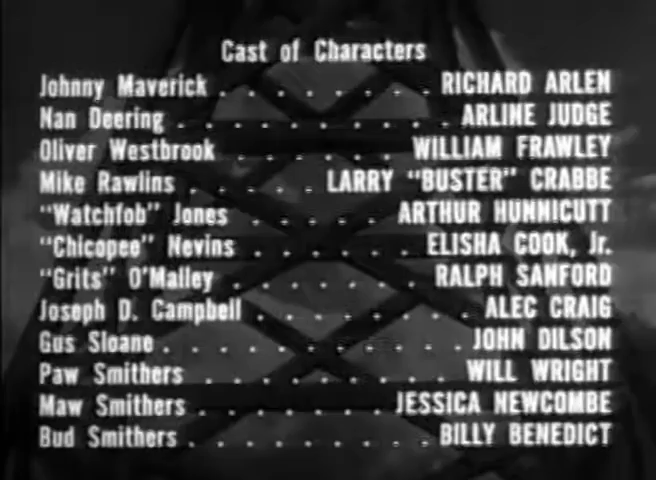 Cast of Characters
Johnny Maverick . . . . . . . . RICHARD ARLEN
Nan Deering . . . . . . . . . . ARLINE JUDGE
Oliver Westbrook . . . . . . WILLIAM FRAWLEY
Mike Rawlins . . . . . LARRY "BUSTER" CRABBE
"Watchfob" Jones . . . . . ARTHUR HUNNICUTT
"Chicopee" Nevins . . . . . . ELISHA COOK, Jr.
"Grits" O'Malley . . . . . . . RALPH SANFORD
Joseph D. Campbell . . . . . . . . ALEC CRAIG
Gus Sloane . . . . . . . . . . . JOHN DILSON
Paw Smithers . . . . . . . . . WILL WRIGHT
Maw Smithers . . . . . . . JESSICA NEWCOMBE
Bud Smithers . . . . . . . . . BILLY BENEDICT